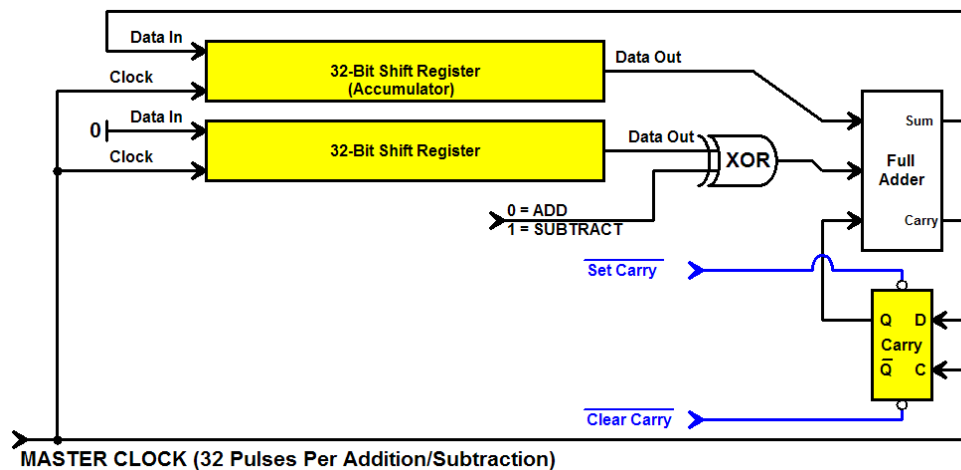 Data In
32-Bit Shift Register
(Accumulator)
Data Out
Clock
0
Data In
32-Bit Shift Register
Data Out
Clock
XOR
Sum
Full
Adder
Carry
0 = ADD
1 = SUBTRACT
Set Carry
Q D
Carry
Q̅ C
Clear Carry
MASTER CLOCK (32 Pulses Per Addition/Subtraction)